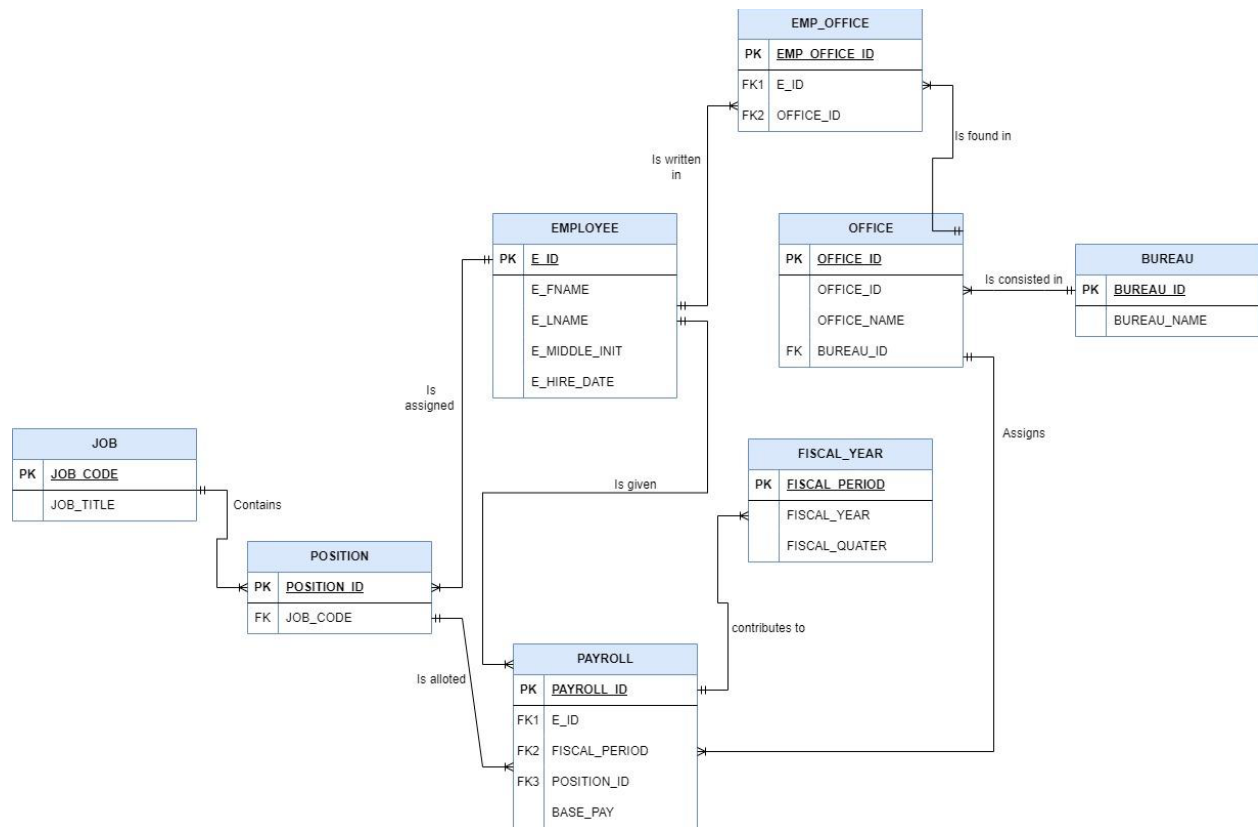 EMP_OFFICE
PK EMP_OFFICE_ID
FK1 E_ID
FK2 OFFICE_ID
Is found in
Is written
in
EMPLOYEE
PK E_ID
E_FNAME
E_LNAME
E_MIDDLE_INIT
E_HIRE_DATE
OFFICE
PK OFFICE_ID
OFFICE_ID
OFFICE_NAME
FK BUREAU_ID
Is consisted in
BUREAU
PK BUREAU_ID
BUREAU_NAME
Is
assigned
Assigns
JOB
PK JOB_CODE
JOB_TITLE
Contains
Is given
FISCAL_YEAR
PK FISCAL_PERIOD
FISCAL_YEAR
FISCAL_QUATER
POSITION
PK POSITION_ID
FK JOB_CODE
contributes to
Is alloted
PAYROLL
PK PAYROLL_ID
FK1 E_ID
FK2 FISCAL_PERIOD
FK3 POSITION_ID
BASE_PAY